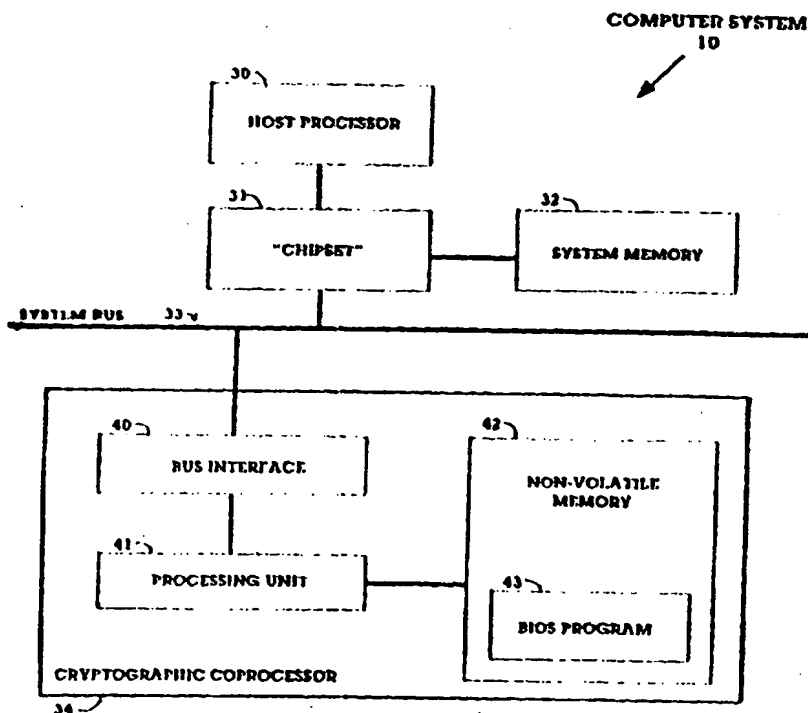 COMPUTER SYSTEM
10
30
HOST PROCESSOR
31
"CHIPSET"
32
SYSTEM MEMORY
SYSTEM BUS
33
40
BUS INTERFACE
41
PROCESSING UNIT
42
NON-VOLATILE
MEMORY
43
BIOS PROGRAM
CRYPTOGRAPHIC COPROCESSOR
34